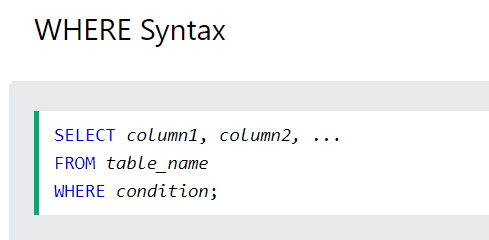 WHERE Syntax
SELECT column1, column2, ...
FROM table_name
WHERE condition;